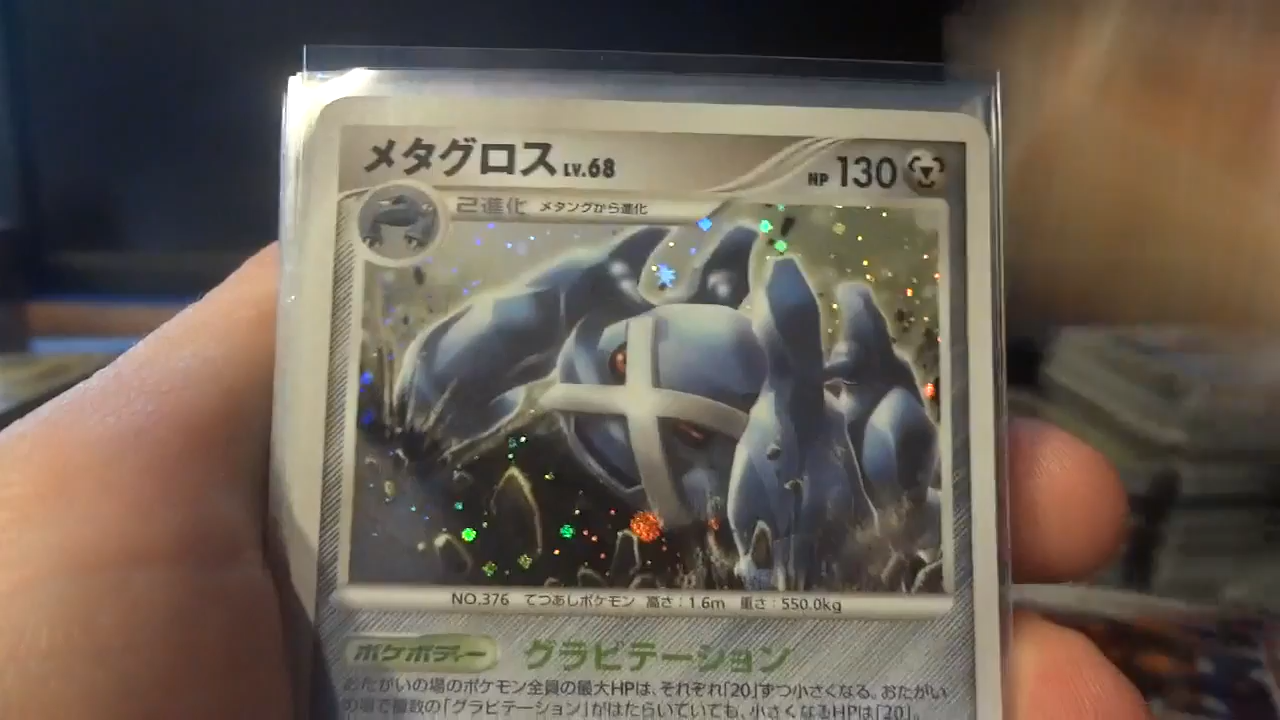 メタグロス LV.68 HP 130
2進化 メタングから進化
NO.376 てつあしポケモン 高さ:1.6m 重さ:550.0kg
ポケボディー グラビテーション
おたがいの場のポケモン全員の最大HPは、それぞれ「20」ずつ小さくなる。おたがい
の場で複数の「グラビテーション」がはたらいていても、小さくなるHPは「20」。